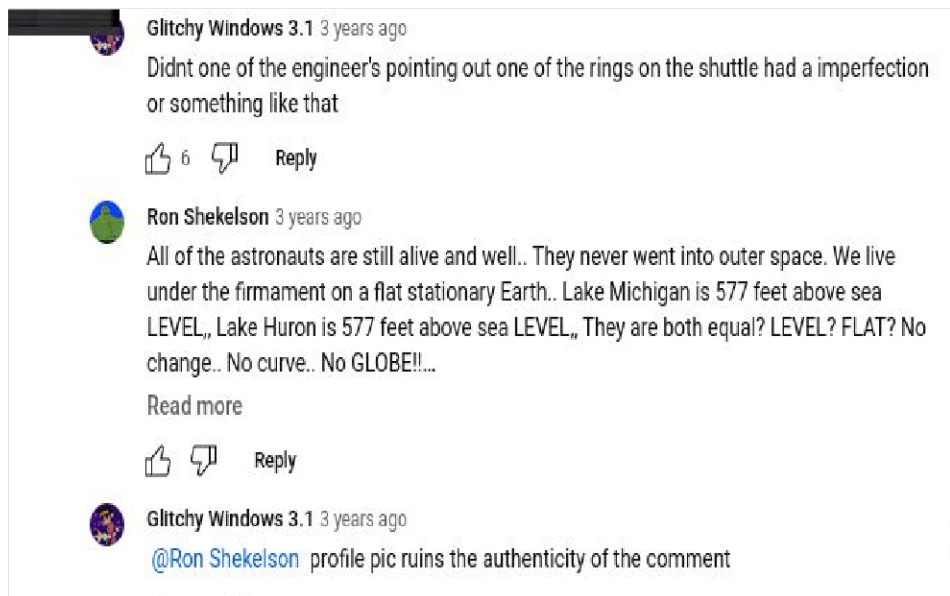 Glitchy Windows 3.1 3 years ago
Didnt one of the engineer's pointing out one of the rings on the shuttle had a imperfection
or something like that
6 Reply
Ron Shekelson 3 years ago
All of the astronauts are still alive and well.. They never went into outer space. We live
under the firmament on a flat stationary Earth.. Lake Michigan is 577 feet above sea
LEVEL,, Lake Huron is 577 feet above sea LEVEL,, They are both equal? LEVEL? FLAT? No
change.. No curve.. No GLOBE!!...
Read more
Reply
Glitchy Windows 3.1 3 years ago
@Ron Shekelson profile pic ruins the authenticity of the comment